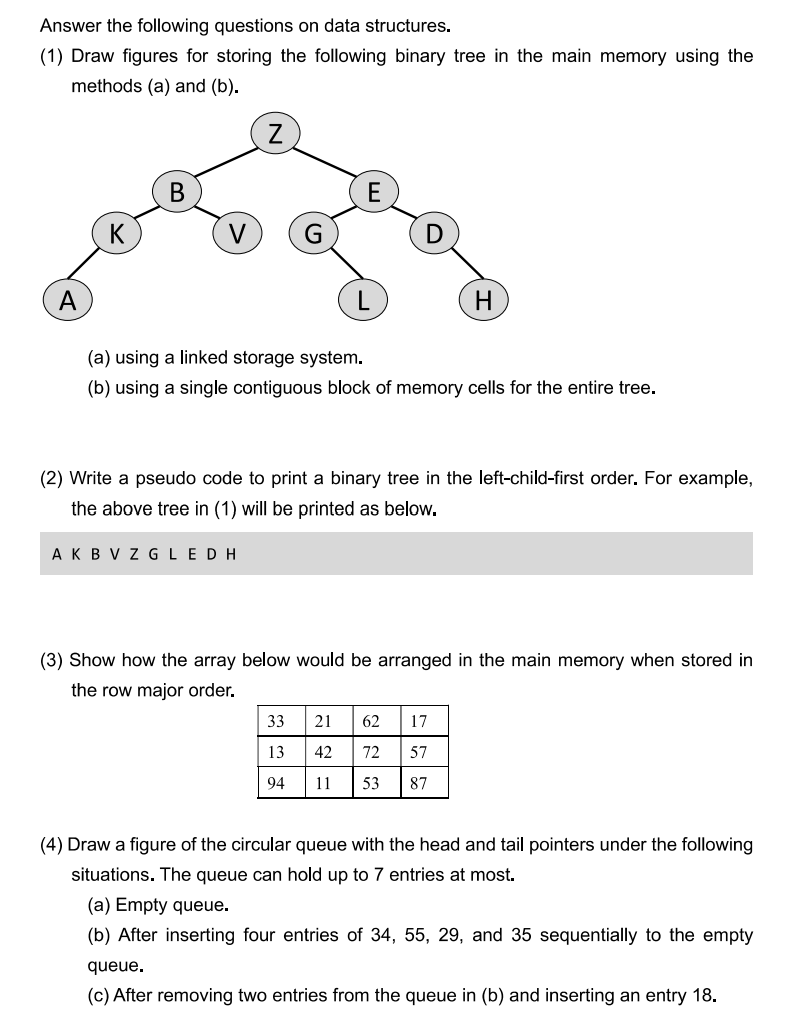 Answer the following questions on data structures.
(1) Draw figures for storing the following binary tree in the main memory using the
methods (a) and (b).
Z
B E
K V G D
A L H
(a) using a linked storage system.
(b) using a single contiguous block of memory cells for the entire tree.
(2) Write a pseudo code to print a binary tree in the left-child-first order. For example,
the above tree in (1) will be printed as below.
A K B V Z G L E D H
(3) Show how the array below would be arranged in the main memory when stored in
the row major order.
33 21 62 17
13 42 72 57
94 11 53 87
(4) Draw a figure of the circular queue with the head and tail pointers under the following
situations. The queue can hold up to 7 entries at most.
(a) Empty queue.
(b) After inserting four entries of 34, 55, 29, and 35 sequentially to the empty
queue.
(c) After removing two entries from the queue in (b) and inserting an entry 18.